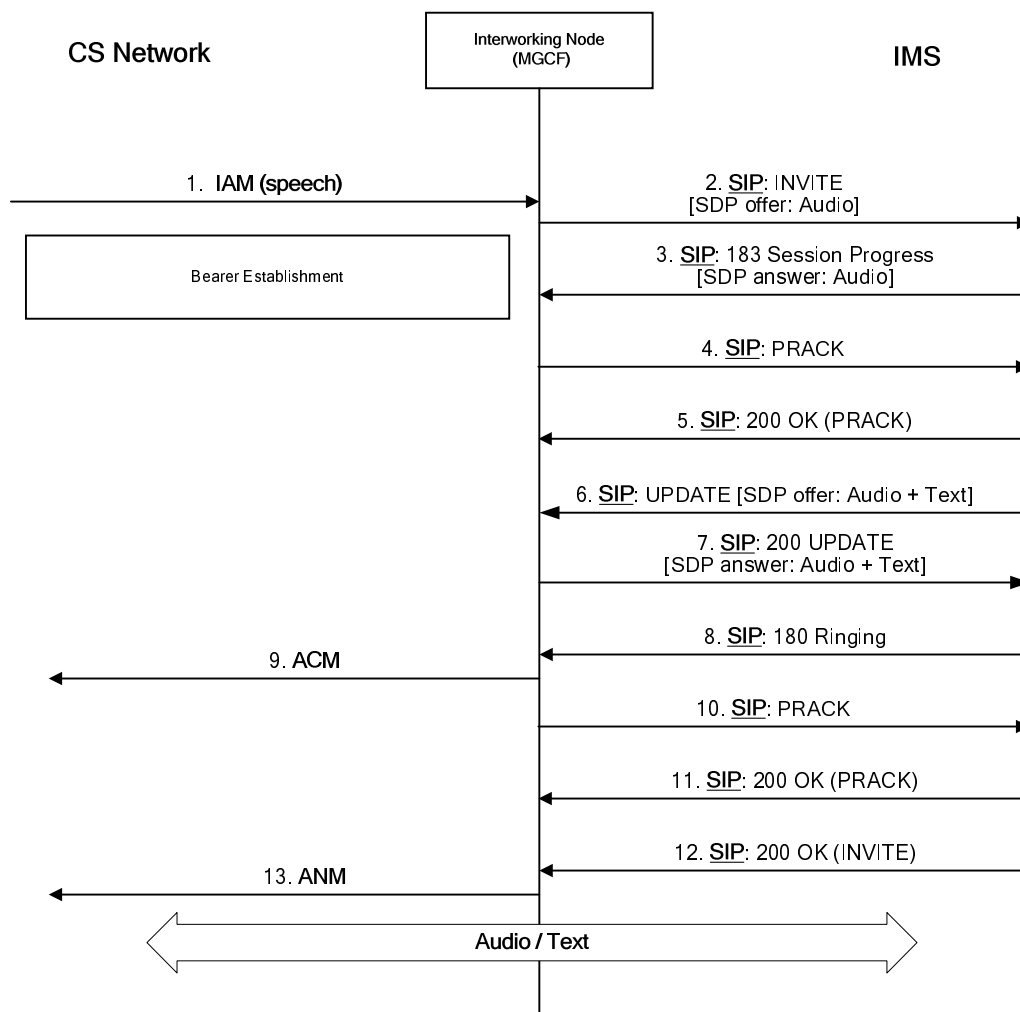 CS Network
Interworking Node
(MGCF)
IMS
1. IAM (speech)
2. SIP: INVITE
[SDP offer: Audio]
Bearer Establishment
3. SIP: 183 Session Progress
[SDP answer: Audio]
4. SIP: PRACK
5. SIP: 200 OK (PRACK)
6. SIP: UPDATE [SDP offer: Audio + Text]
7. SIP: 200 UPDATE
[SDP answer: Audio + Text]
8. SIP: 180 Ringing
9. ACM
10. SIP: PRACK
11. SIP: 200 OK (PRACK)
12. SIP: 200 OK (INVITE)
13. ANM
Audio / Text